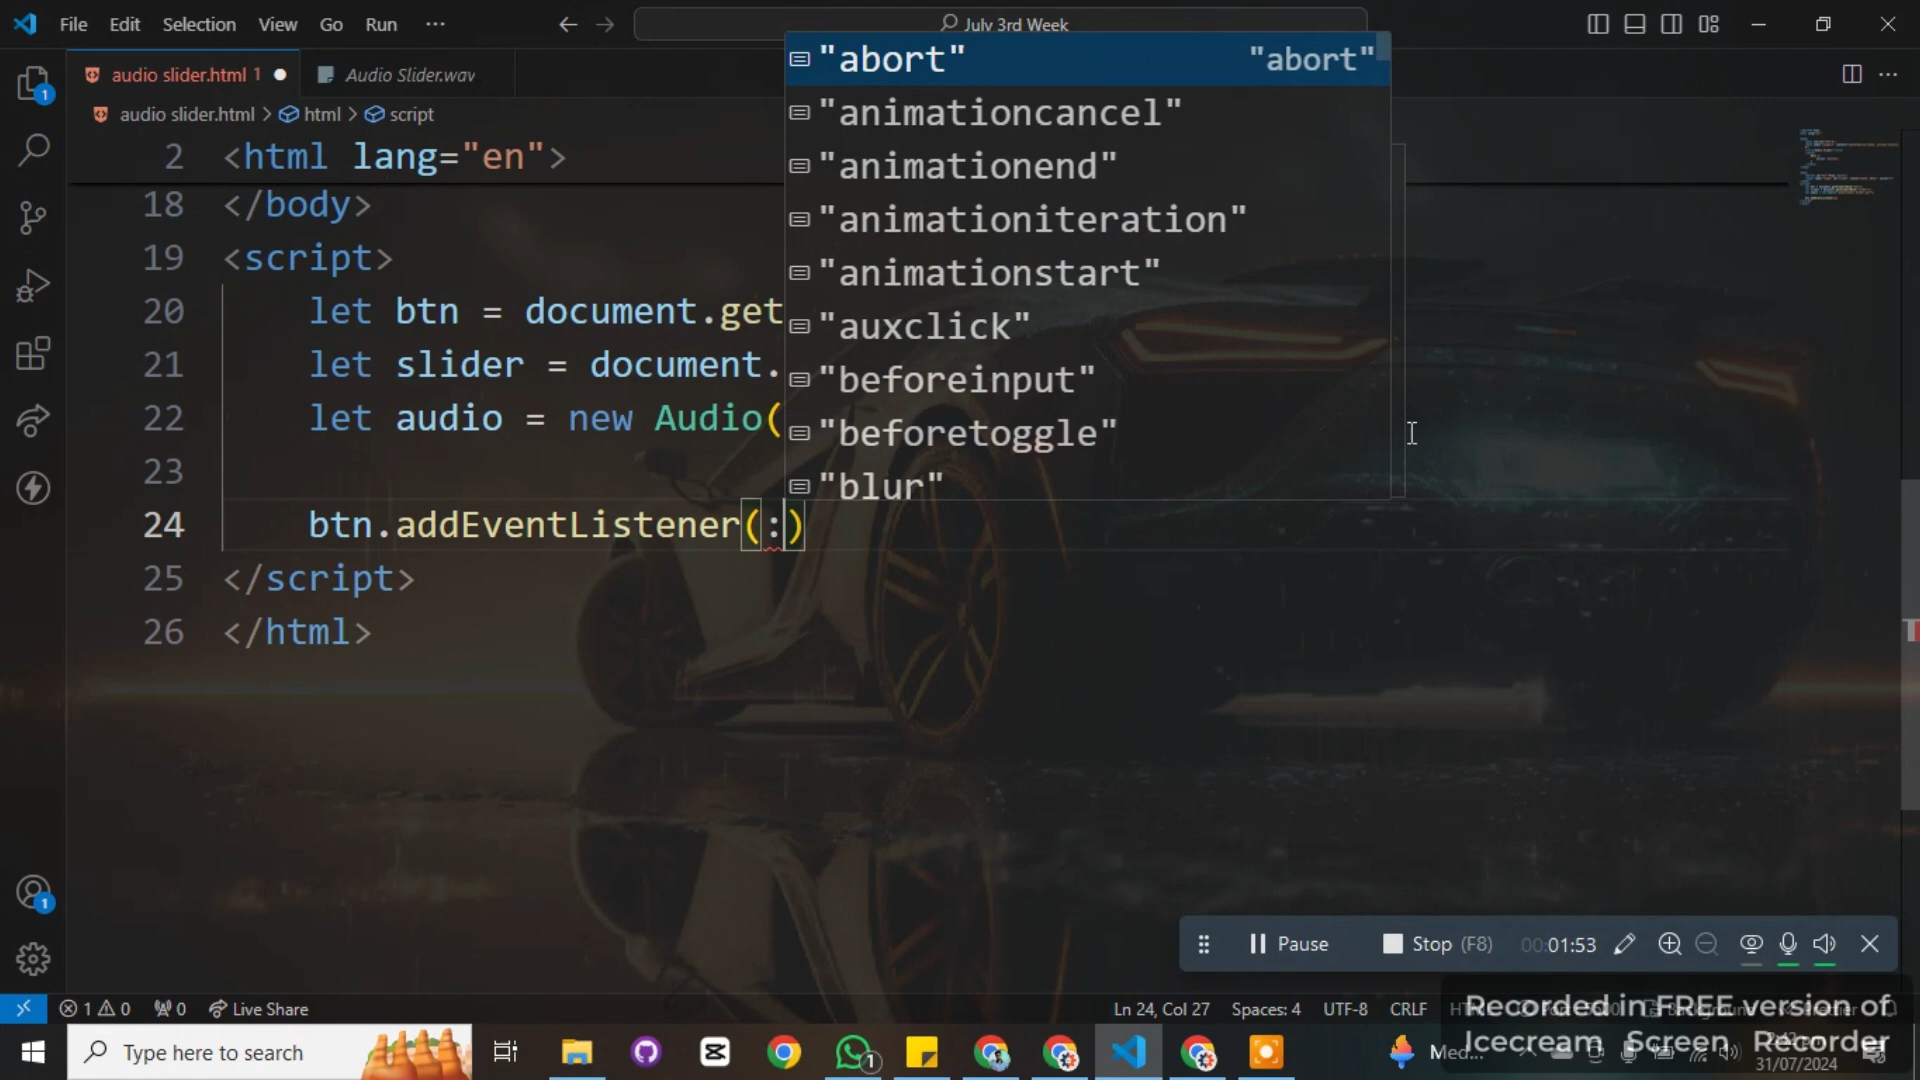 File Edit Selection View Go Run ···
July 3rd Week
audio slider.html 1
Audio Slider.wav
audio slider.html > html > script
"abort" "abort"
"animationcancel"
"animationend"
"animationiteration"
"animationstart"
"auxclick"
"beforeinput"
"beforetoggle"
"blur"
2 <html lang="en">
18 </body>
19 <script>
20 let btn = document.get
21 let slider = document.
22 let audio = new Audio(
23
24 btn.addEventListener(:)
25 </script>
26 </html>
1
1
Pause Stop (F8) 00:01:53
1 0 0 Live Share
Ln 24, Col 27 Spaces: 4 UTF-8 CRLF
Recorded in FREE version of
Icecream Screen Recorder
Type here to search
1
Med...
31/07/2024